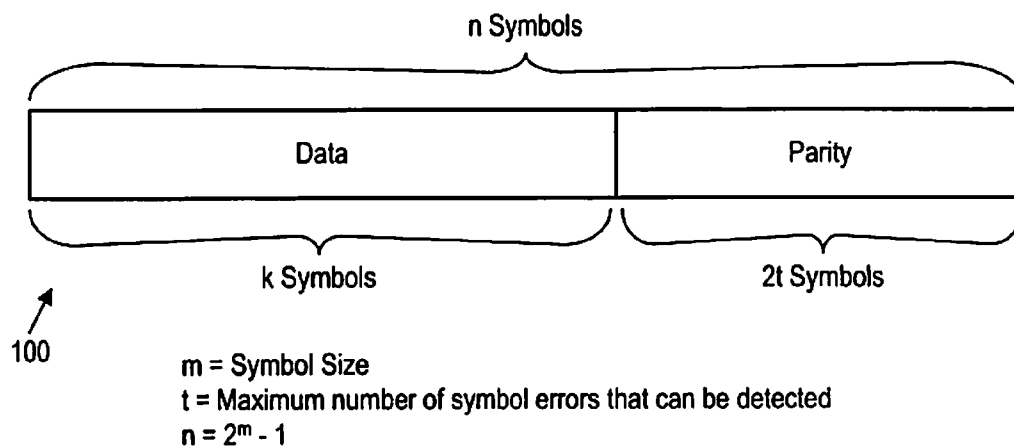 n Symbols
Data Parity
k Symbols 2t Symbols
100
m = Symbol Size
t = Maximum number of symbol errors that can be detected
n = 2ᵐ - 1